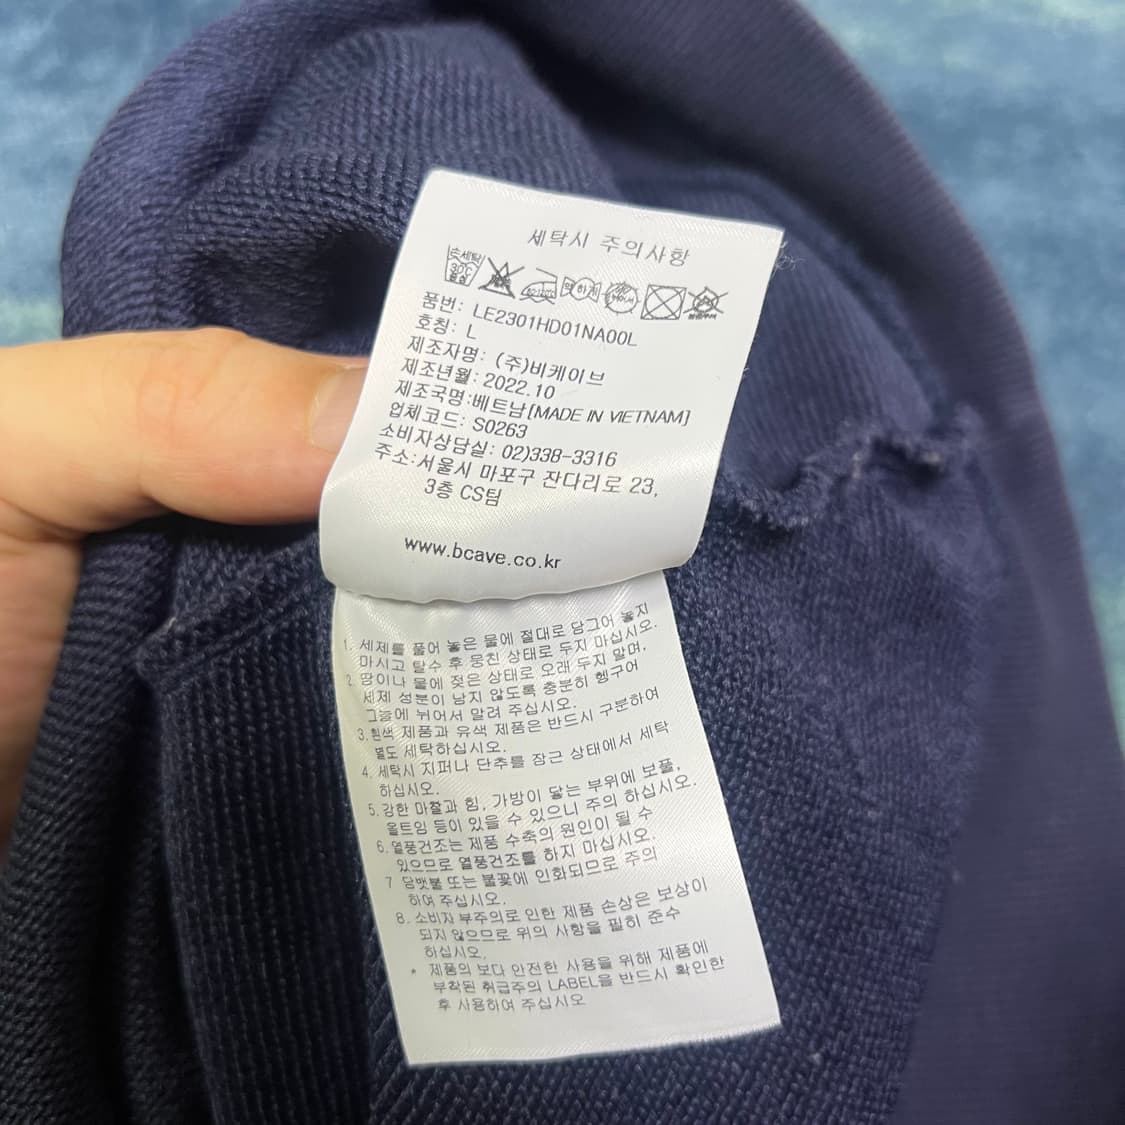 세탁시 주의사항
손세탁
30℃
중성
약하게
품번: LE2301HD01NA00L
호칭: L
제조자명: (주)비케이브
제조년월: 2022.10
제조국명:베트남[MADE IN VIETNAM]
업체코드: S0263
소비자상담실: 02)338-3316
주소:서울시 마포구 잔다리로 23,
3층 CS팀
www.bcave.co.kr
1. 세제를 풀어 놓은 물에 절대로 담그어 놓지
마시고 탈수 후 뭉친 상태로 두지 마십시오.
2. 땀이나 물에 젖은 상태로 오래 두지 말며,
세제 성분이 남지 않도록 충분히 헹구어
그늘에 뉘어서 말려 주십시오.
3. 흰색 제품과 유색 제품은 반드시 구분하여
별도 세탁하십시오.
4. 세탁시 지퍼나 단추를 잠근 상태에서 세탁
하십시오.
5. 강한 마찰과 힘, 가방이 닿는 부위에 보풀,
올트임 등이 있을 수 있으니 주의 하십시오.
6. 열풍건조는 제품 수축의 원인이 될 수
있으므로 열풍건조를 하지 마십시오.
7 담뱃불 또는 불꽃에 인화되므로 주의
하여 주십시오.
8. 소비자 부주의로 인한 제품 손상은 보상이
되지 않으므로 위의 사항을 필히 준수
하십시오.
* 제품의 보다 안전한 사용을 위해 제품에
부착된 취급주의 LABEL을 반드시 확인한
후 사용하여 주십시오